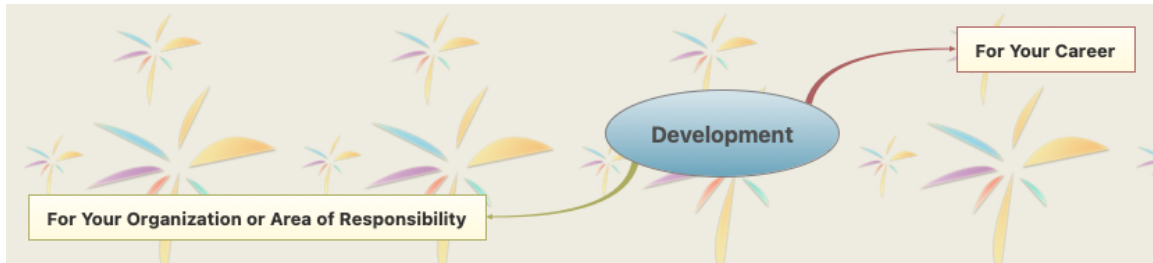 For Your Career
Development
For Your Organization or Area of Responsibility